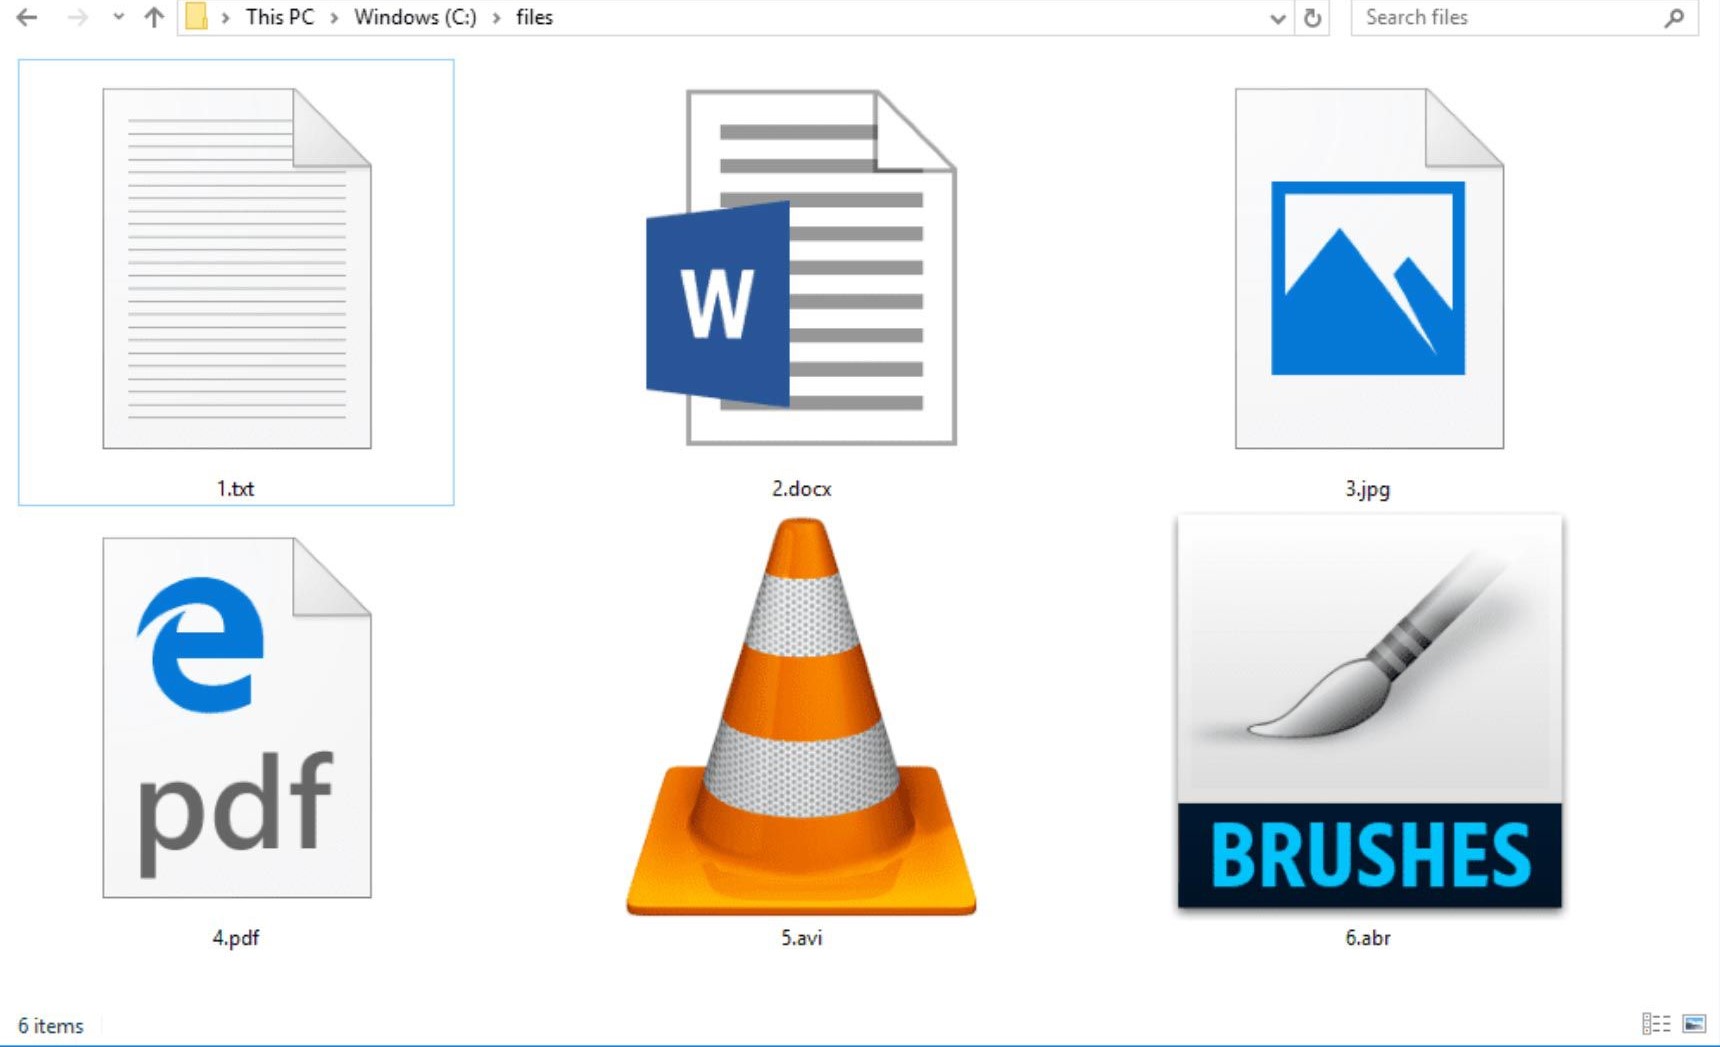 This PC > Windows (C:) > files
Search files
W
1.txt
2.docx
3.jpg
e
pdf
BRUSHES
4.pdf
5.avi
6.abr
6 items